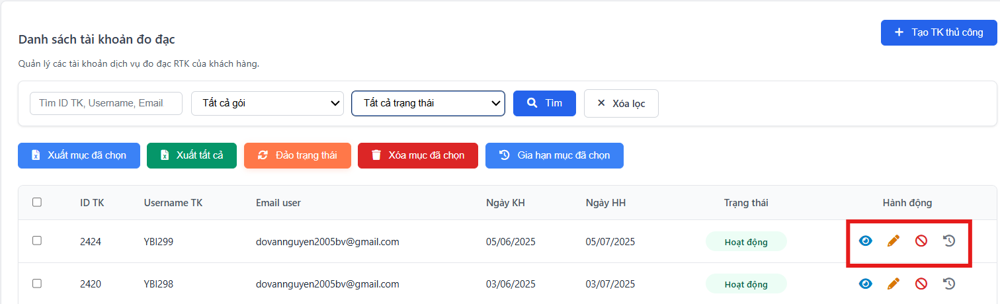 Danh sách tài khoản đo đạc
+ Tạo TK thủ công
Quản lý các tài khoản dịch vụ đo đạc RTK của khách hàng.
Tìm ID TK, Username, Email Tất cả gói Tất cả trạng thái Tìm Xóa lọc
Xuất mục đã chọn Xuất tất cả Đảo trạng thái Xóa mục đã chọn Gia hạn mục đã chọn
ID TK Username TK Email user Ngày KH Ngày HH Trạng thái Hành động
2424 YBI299 dovannguyen2005bv@gmail.com 05/06/2025 05/07/2025 Hoạt động
2420 YBI298 dovannguyen2005bv@gmail.com 03/06/2025 03/07/2025 Hoạt động